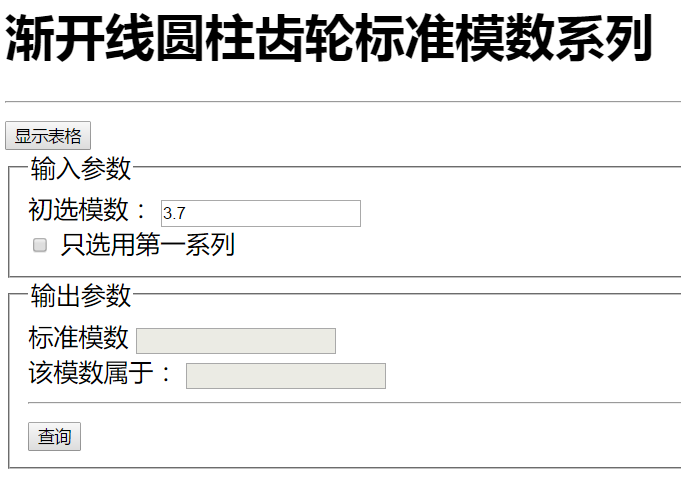 渐开线圆柱齿轮标准模数系列
显示表格
输入参数
初选模数： 3.7
只选用第一系列
输出参数
标准模数
该模数属于：
查询